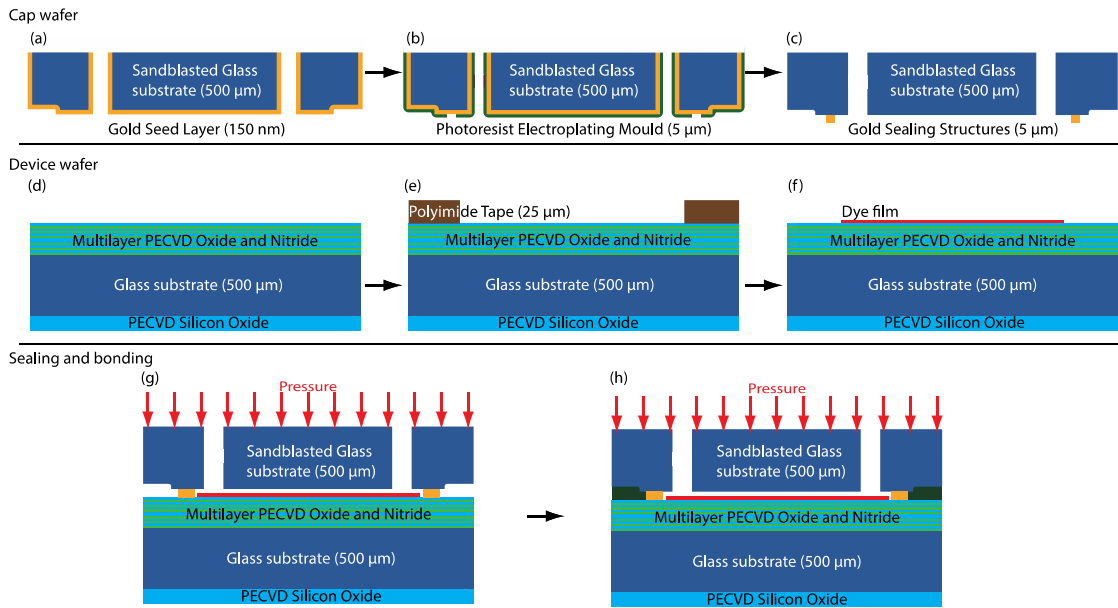 Cap wafer
(a)
(b)
(c)
Sandblasted Glass
substrate (500 µm)
Sandblasted Glass
substrate (500 µm)
Sandblasted Glass
substrate (500 µm)
Gold Seed Layer (150 nm)
Photoresist Electroplating Mould (5 µm)
Gold Sealing Structures (5 µm)
Device wafer
(d)
(e)
(f)
Polyimide Tape (25 µm)
Dye film
Multilayer PECVD Oxide and Nitride
Multilayer PECVD Oxide and Nitride
Multilayer PECVD Oxide and Nitride
Glass substrate (500 µm)
Glass substrate (500 µm)
Glass substrate (500 µm)
PECVD Silicon Oxide
PECVD Silicon Oxide
PECVD Silicon Oxide
Sealing and bonding
(g)
(h)
Pressure
Pressure
Sandblasted Glass
substrate (500 µm)
Sandblasted Glass
substrate (500 µm)
Multilayer PECVD Oxide and Nitride
Multilayer PECVD Oxide and Nitride
Glass substrate (500 µm)
Glass substrate (500 µm)
PECVD Silicon Oxide
PECVD Silicon Oxide